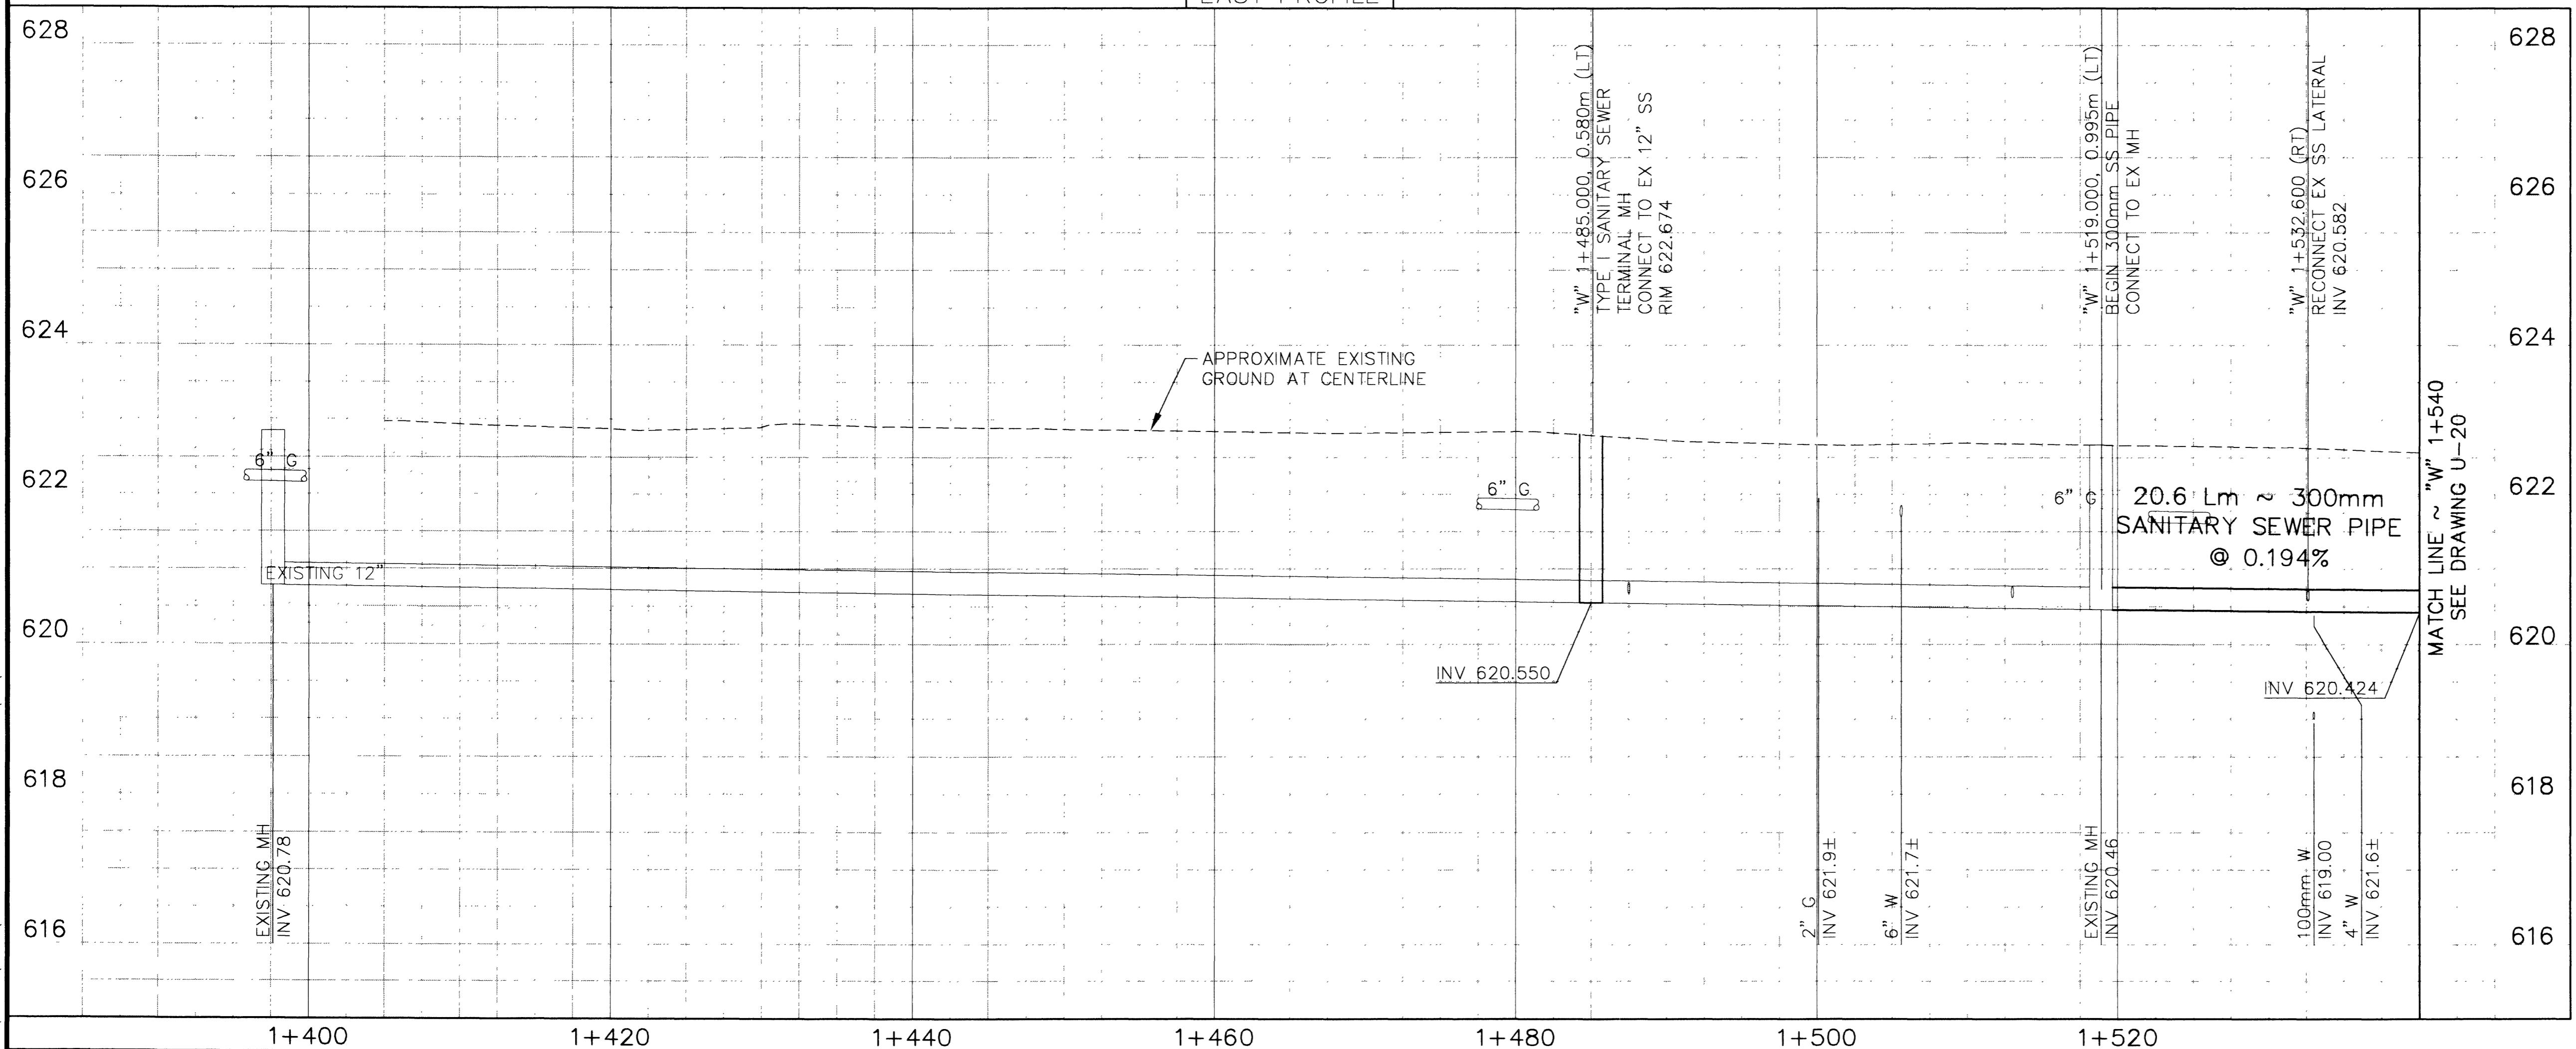 EAST PROFILE
628
626
624
622
620
618
616
628
626
624
622
620
618
616
"W" 1+485.000, 0.580m (LT)
TYPE I SANITARY SEWER
TERMINAL MH
CONNECT TO EX 12" SS
RIM 622.674
"W" 1+519.000, 0.995m (LT)
BEGIN 300mm SS PIPE
CONNECT TO EX MH
"W" 1+532.600 (RT)
RECONNECT EX SS LATERAL
INV 620.582
APPROXIMATE EXISTING
GROUND AT CENTERLINE
6" G
6" G
6" G
20.6 Lm ~ 300mm
SANITARY SEWER PIPE
@ 0.194%
MATCH LINE ~ "W" 1+540
SEE DRAWING U-20
EXISTING 12"
INV 620.550
INV 620.424
EXISTING MH
INV 620.78
2" G
INV 621.9±
6" W
INV 621.7±
EXISTING MH
INV 620.46
100mm W
INV 619.00
4" W
INV 621.6±
1+400
1+420
1+440
1+460
1+480
1+500
1+520